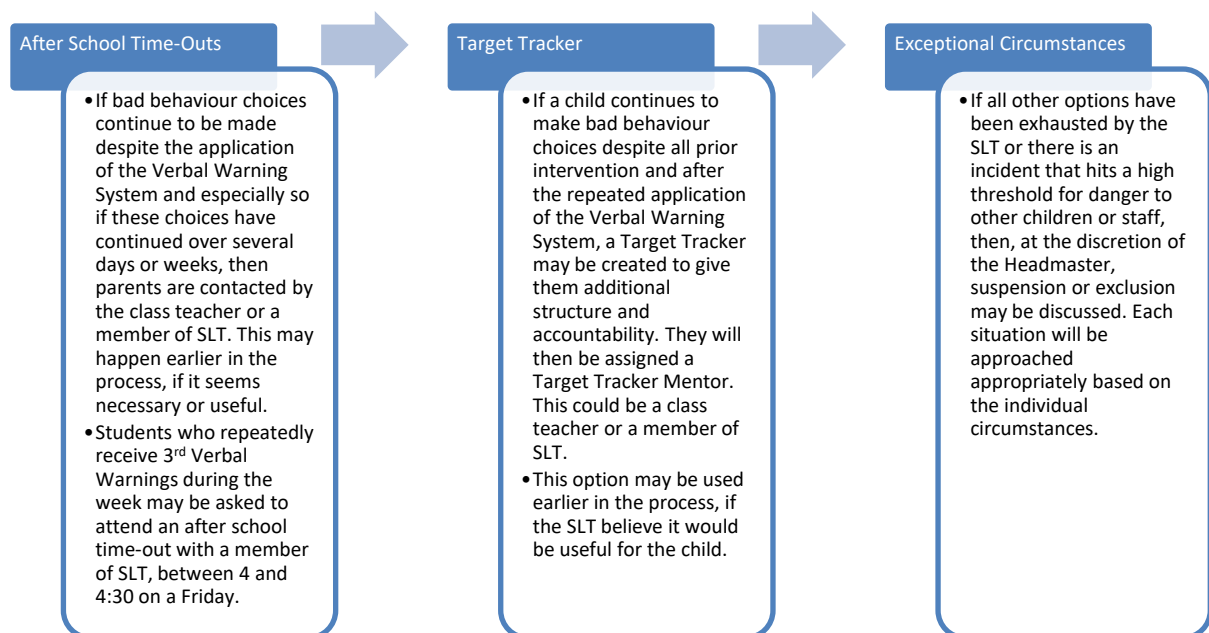 After School Time-Outs
•If bad behaviour choices
continue to be made
despite the application
of the Verbal Warning
System and especially so
if these choices have
continued over several
days or weeks, then
parents are contacted by
the class teacher or a
member of SLT. This may
happen earlier in the
process, if it seems
necessary or useful.
•Students who repeatedly
receive 3rd Verbal
Warnings during the
week may be asked to
attend an after school
time-out with a member
of SLT, between 4 and
4:30 on a Friday.
Target Tracker
•If a child continues to
make bad behaviour
choices despite all prior
intervention and after
the repeated application
of the Verbal Warning
System, a Target Tracker
may be created to give
them additional
structure and
accountability. They will
then be assigned a
Target Tracker Mentor.
This could be a class
teacher or a member of
SLT.
•This option may be used
earlier in the process, if
the SLT believe it would
be useful for the child.
Exceptional Circumstances
•If all other options have
been exhausted by the
SLT or there is an
incident that hits a high
threshold for danger to
other children or staff,
then, at the discretion of
the Headmaster,
suspension or exclusion
may be discussed. Each
situation will be
approached
appropriately based on
the individual
circumstances.